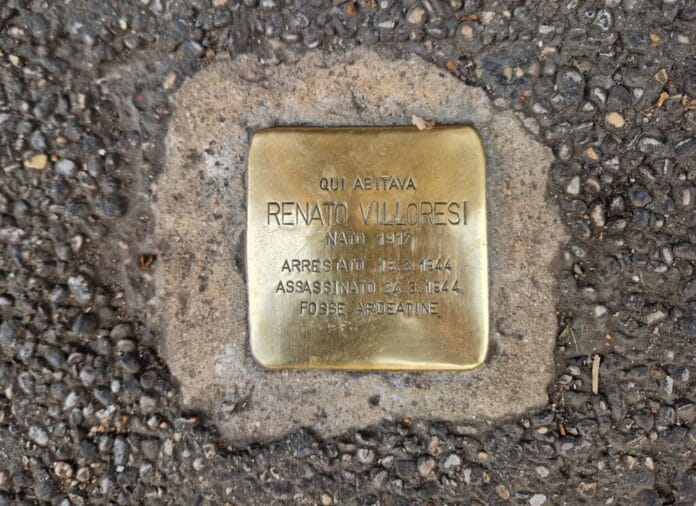 QUI ABITAVA
RENATO VILLORESI
NATO 1917
ARRESTATO 18.3.1944
ASSASSINATO 24.3.1944
FOSSE ARDEATINE